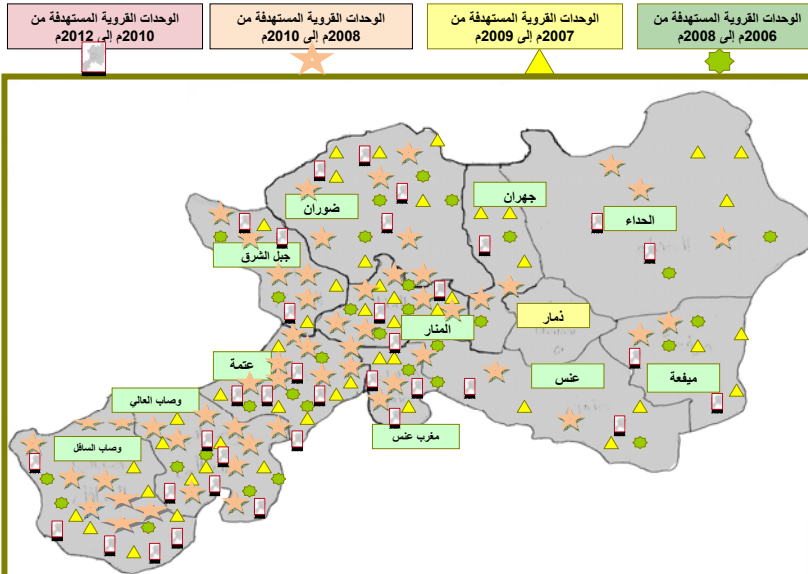 الوحدات القروية المستهدفة من
2006م إلى 2008م
الوحدات القروية المستهدفة من
2007م إلى 2009م
الوحدات القروية المستهدفة من
2008م إلى 2010م
الوحدات القروية المستهدفة من
2010م إلى 2012م
جهران
ضوران
الحداء
جبل الشرق
ذمار
المنار
عتمة
عنس
ميفعة
وصاب العالي
مغرب عنس
وصاب السافل